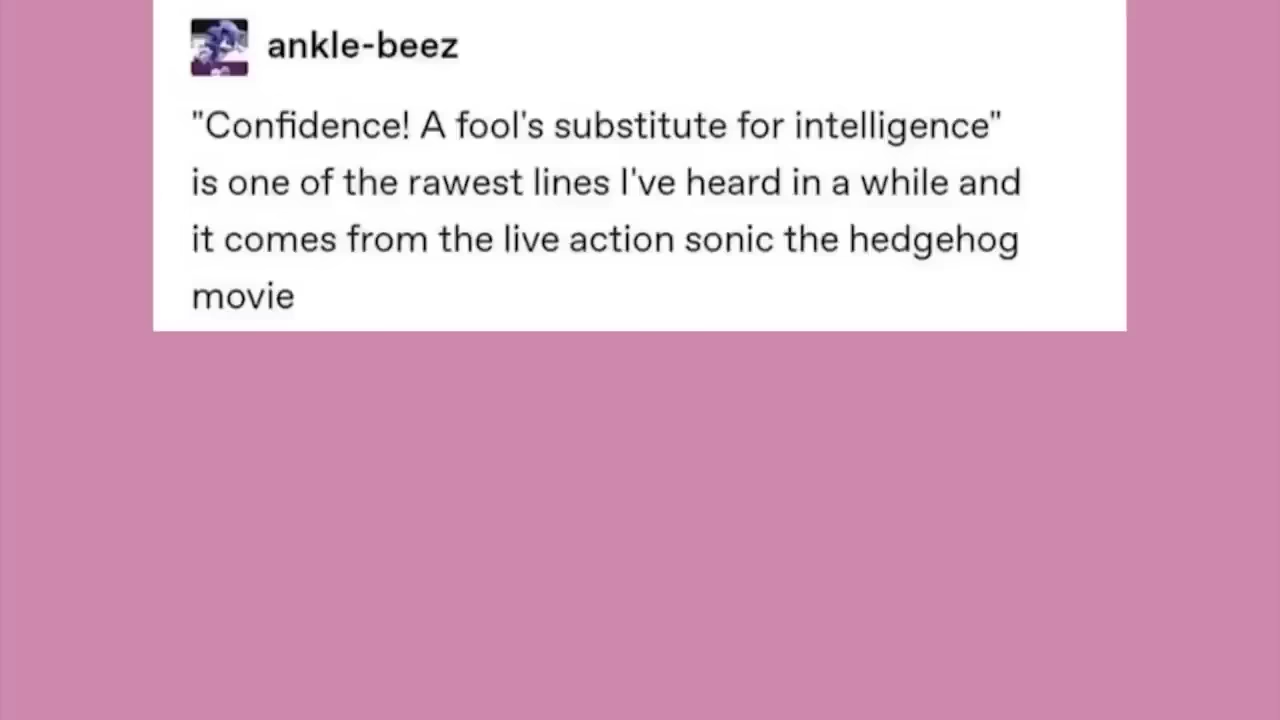 ankle-beez
"Confidence! A fool's substitute for intelligence"
is one of the rawest lines I've heard in a while and
it comes from the live action sonic the hedgehog
movie